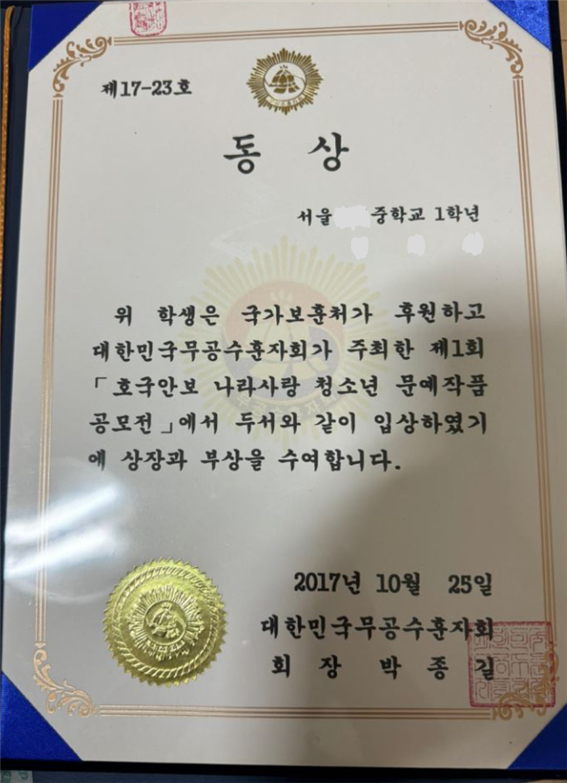 제17-23호
동 상
서울 중학교 1학년
위 학생은 국가보훈처가 후원하고
대한민국무공수훈자회가 주최한 제1회
「호국안보 나라사랑 청소년 문예작품
공모전」에서 두서와 같이 입상하였기
에 상장과 부상을 수여합니다.
2017년 10월 25일
대한민국무공수훈자회
회 장 박 종 길